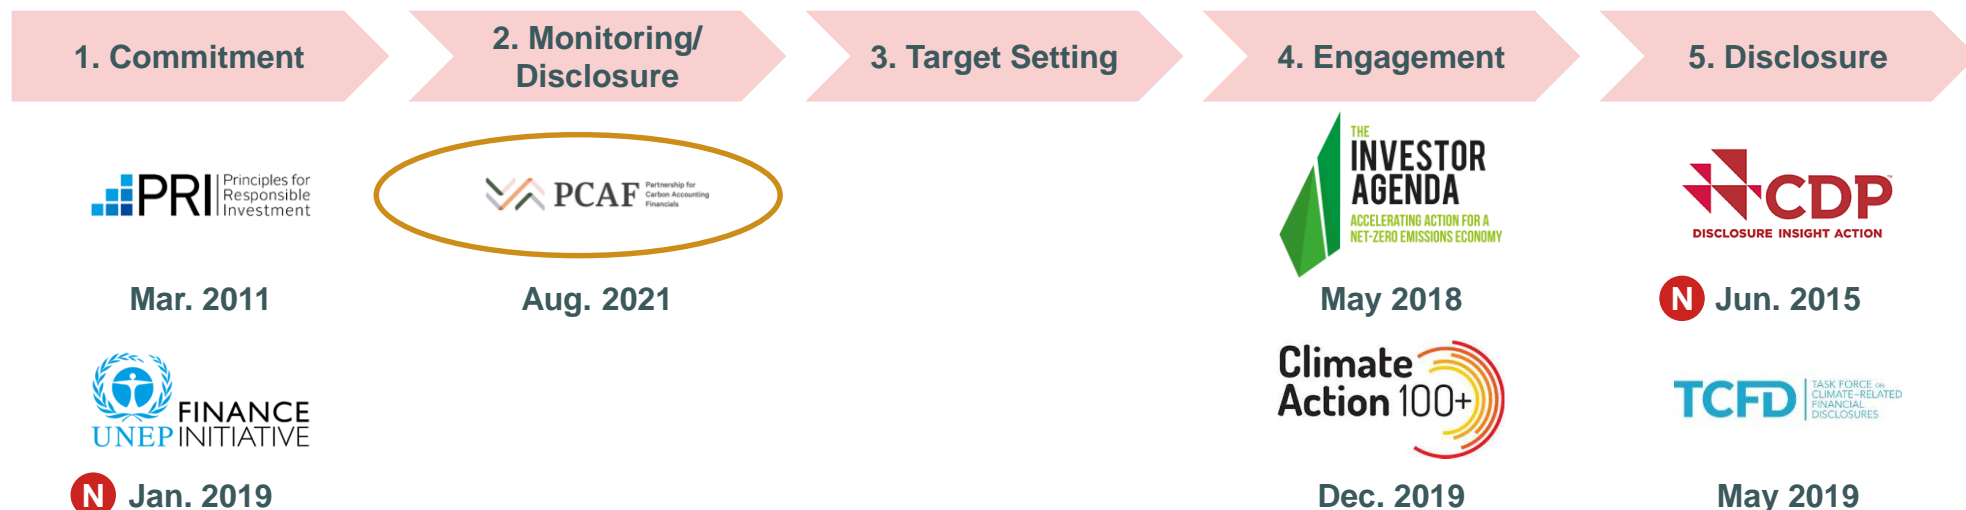 1. Commitment
2. Monitoring/
Disclosure
3. Target Setting
4. Engagement
5. Disclosure
PRI
Principles for
Responsible
Investment
Mar. 2011
UNEP
FINANCE
INITIATIVE
N Jan. 2019
PCAF
Partnership for
Carbon Accounting
Financials
Aug. 2021
THE
INVESTOR
AGENDA
ACCELERATING ACTION FOR A
NET-ZERO EMISSIONS ECONOMY
May 2018
Climate
Action 100+
Dec. 2019
CDP
DISCLOSURE INSIGHT ACTION
N Jun. 2015
TCFD
TASK FORCE ON
CLIMATE-RELATED
FINANCIAL
DISCLOSURES
May 2019